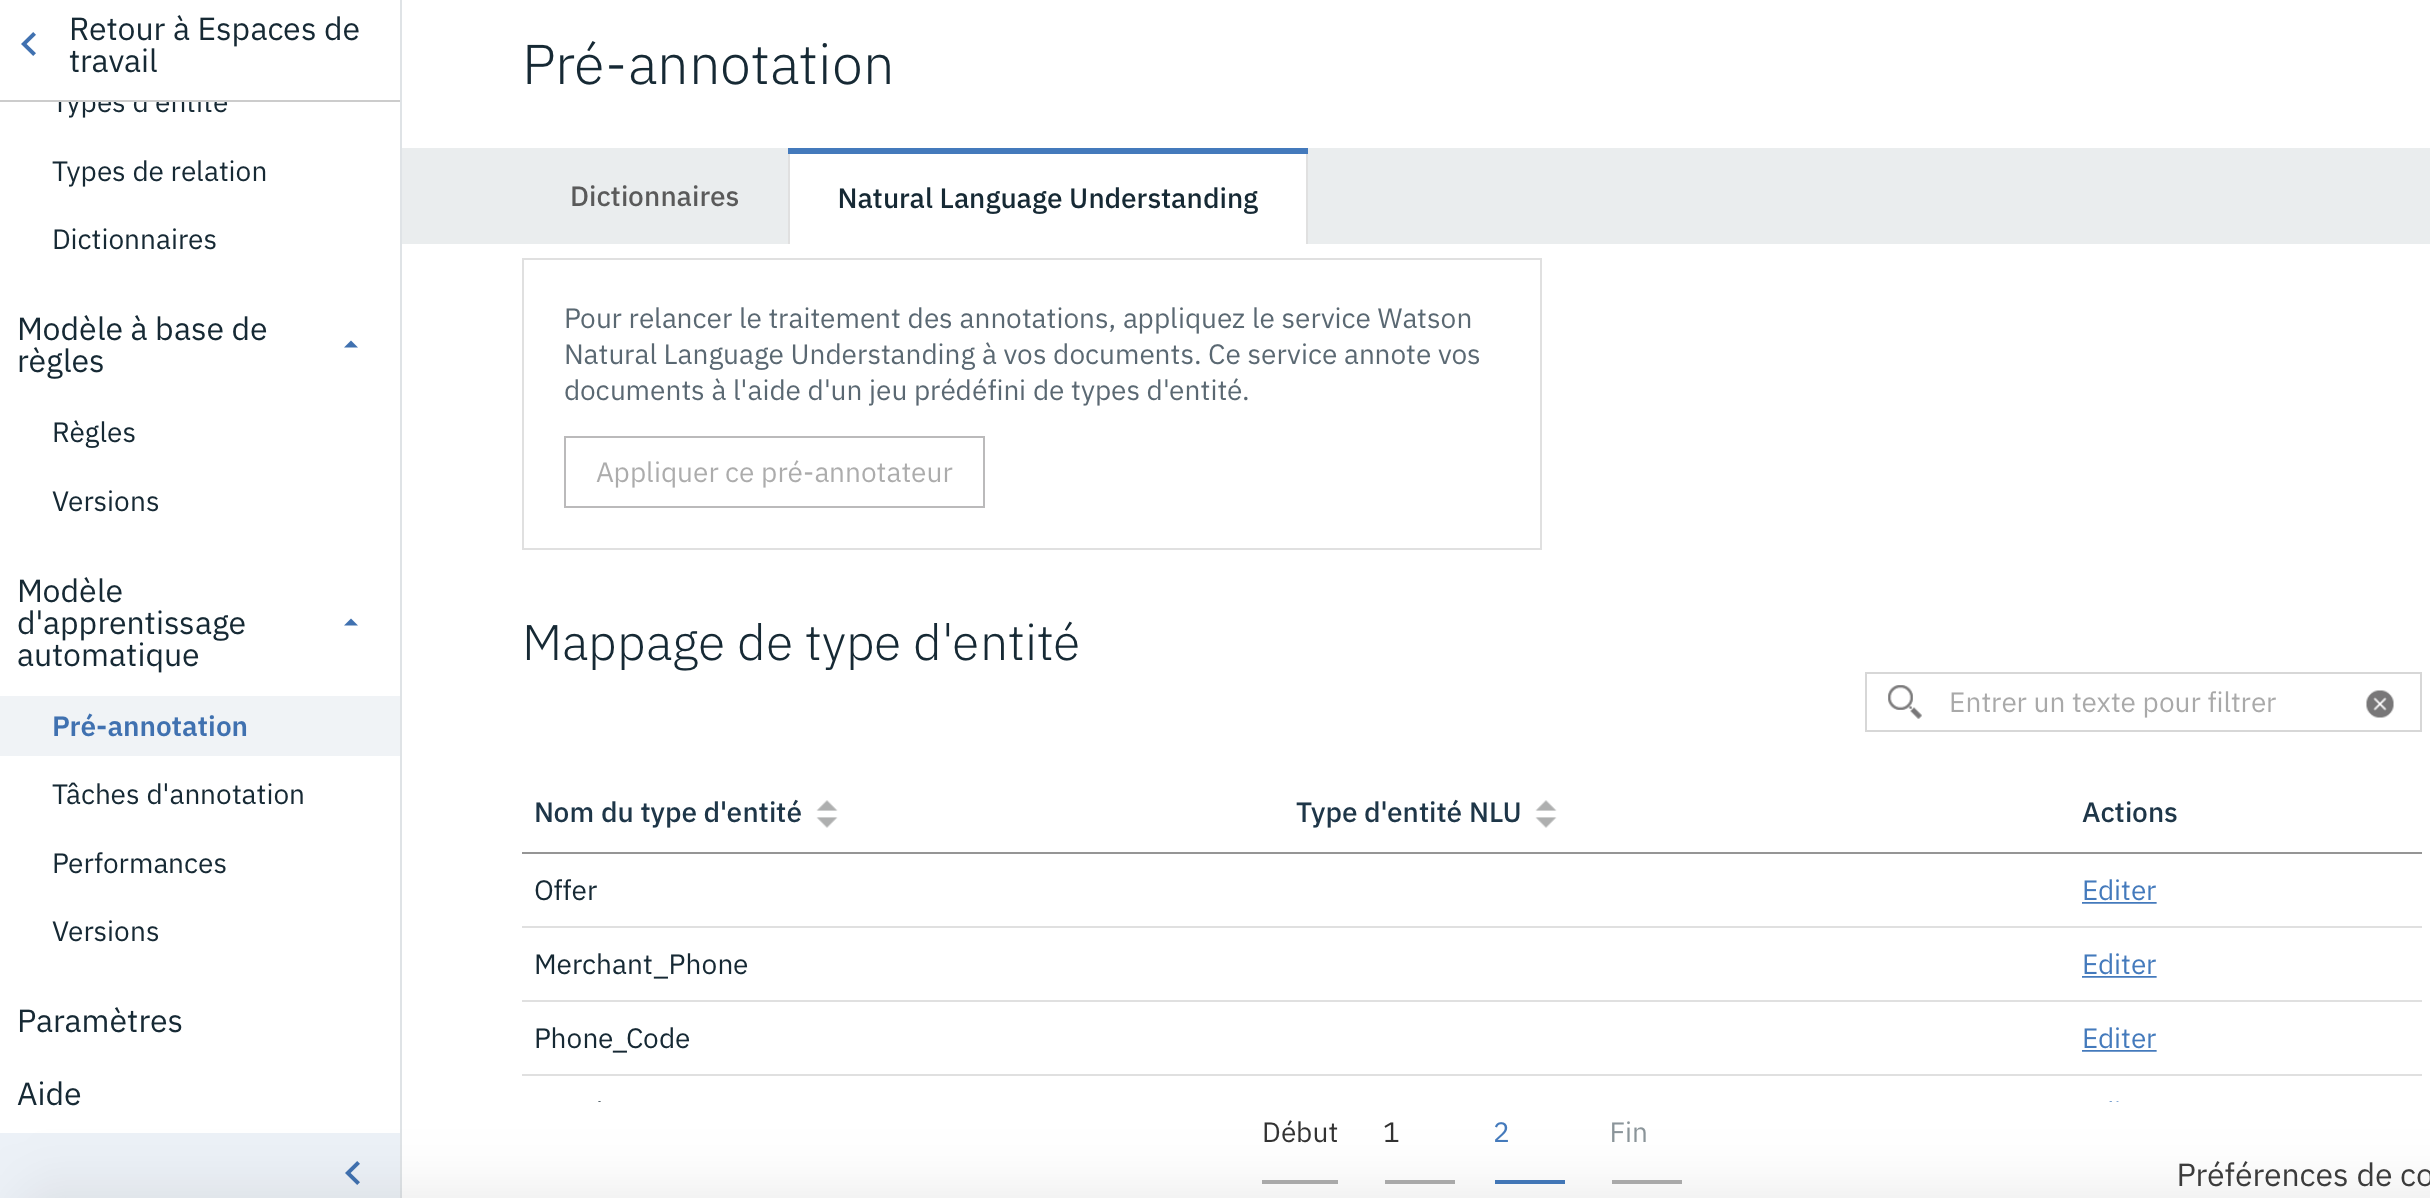 Retour à Espaces de
travail
Types d'entité
Types de relation
Dictionnaires
Modèle à base de
règles
Règles
Versions
Modèle
d'apprentissage
automatique
Pré-annotation
Tâches d'annotation
Performances
Versions
Paramètres
Aide
Pré-annotation
Dictionnaires
Natural Language Understanding
Pour relancer le traitement des annotations, appliquez le service Watson
Natural Language Understanding à vos documents. Ce service annote vos
documents à l'aide d'un jeu prédéfini de types d'entité.
Appliquer ce pré-annotateur
Mappage de type d'entité
Entrer un texte pour filtrer
Nom du type d'entité Type d'entité NLU Actions
Offer Editer
Merchant_Phone Editer
Phone_Code Editer
Début 1 2 Fin
Préférences de co